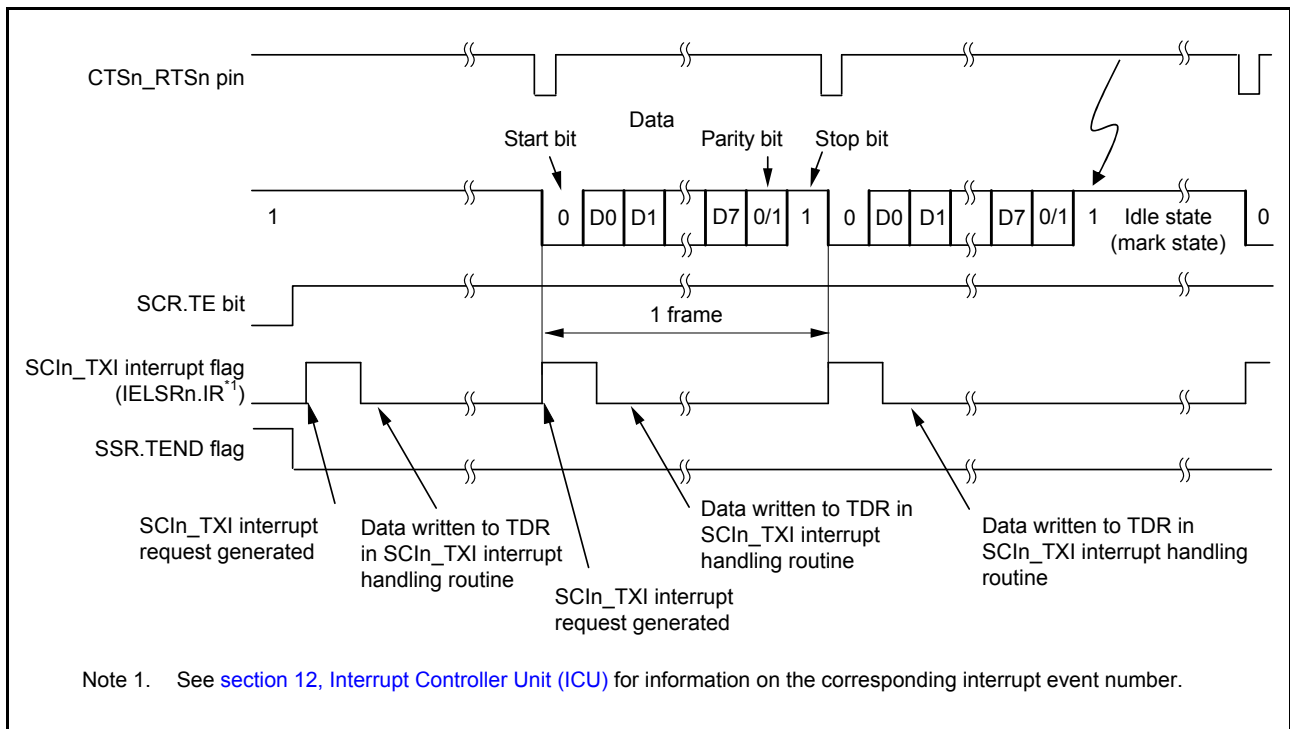 CTSn_RTSn pin
Data
Start bit
Parity bit
Stop bit
1
0 D0 D1 D7 0/1 1 0 D0 D1 D7 0/1 1 Idle state
(mark state)
0
SCR.TE bit
1 frame
SCIn_TXI interrupt flag
(IELSRn.IR*1)
SSR.TEND flag
SCIn_TXI interrupt
request generated
Data written to TDR
in SCIn_TXI interrupt
handling routine
SCIn_TXI interrupt
request generated
Data written to TDR in
SCIn_TXI interrupt
handling routine
Data written to TDR in
SCIn_TXI interrupt handling
routine
Note 1. See section 12, Interrupt Controller Unit (ICU) for information on the corresponding interrupt event number.